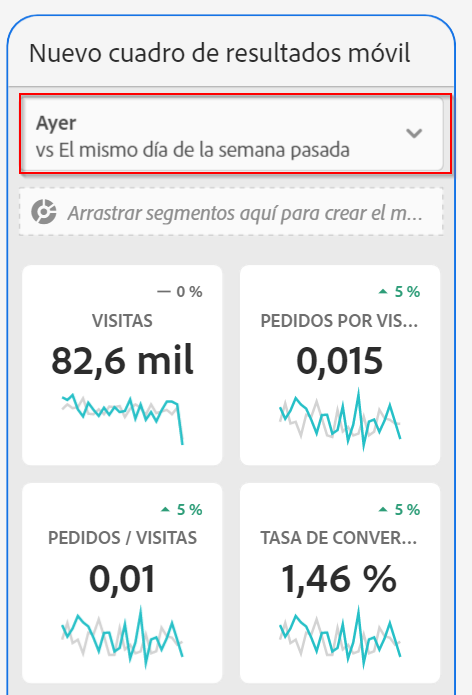 Nuevo cuadro de resultados móvil
Ayer
vs El mismo día de la semana pasada
Arrastrar segmentos aquí para crear el m...
— 0 %
VISITAS
82,6 mil
5 %
PEDIDOS POR VIS...
0,015
5 %
PEDIDOS / VISITAS
0,01
5 %
TASA DE CONVER...
1,46 %